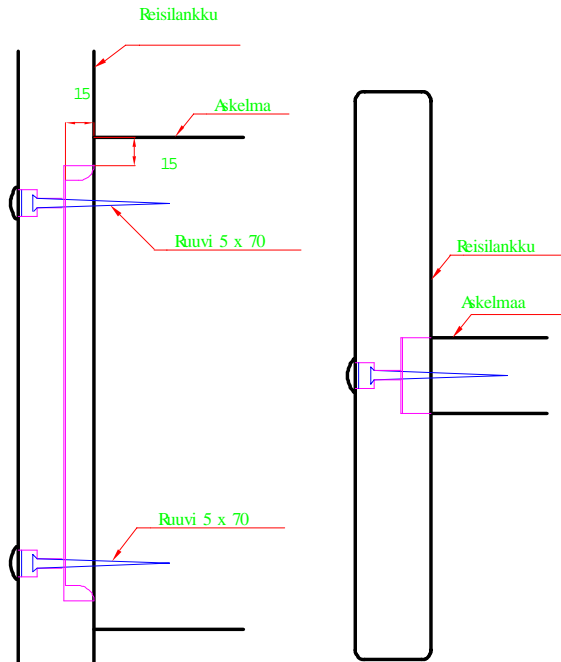 Reisilankku
15
Askelma
15
Ruuvi 5 x 70
Reisilankku
Askelmaa
Ruuvi 5 x 70